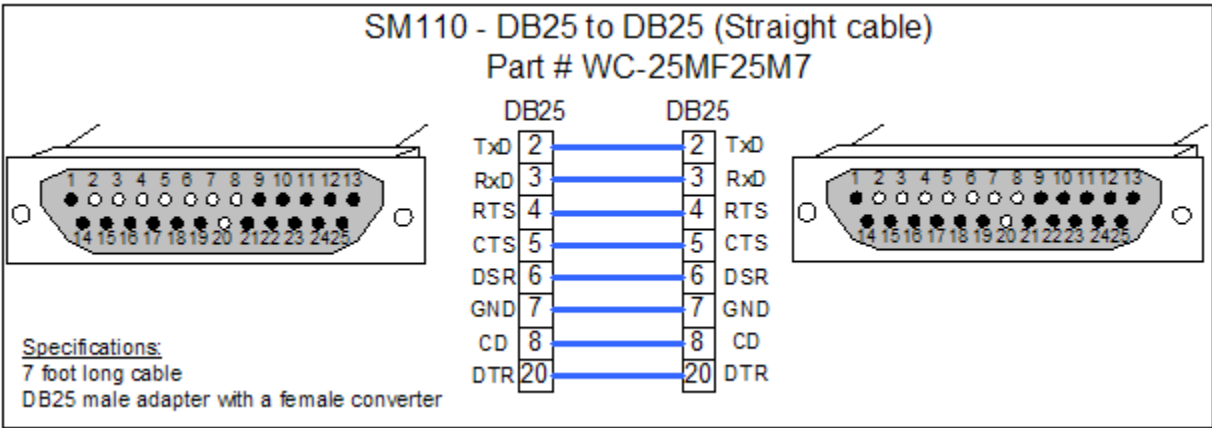 SM110 - DB25 to DB25 (Straight cable)
Part # WC-25MF25M7
DB25 DB25
TxD 2 2 TxD
RxD 3 3 RxD
RTS 4 4 RTS
CTS 5 5 CTS
DSR 6 6 DSR
GND 7 7 GND
CD 8 8 CD
DTR 20 20 DTR
1 2 3 4 5 6 7 8 9 10 11 12 13
14 15 16 17 18 19 20 21 22 23 24 25
1 2 3 4 5 6 7 8 9 10 11 12 13
14 15 16 17 18 19 20 21 22 23 24 25
Specifications:
7 foot long cable
DB25 male adapter with a female converter